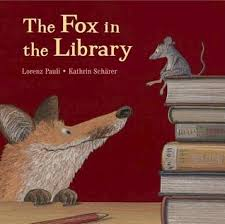 The Fox in
the Library
Lorenz Pauli • Kathrin Schärer